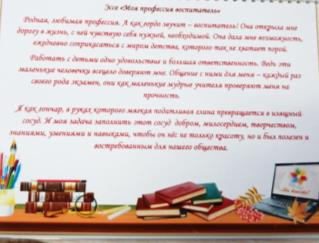 Эссе «Моя профессия воспитатель»
Родная, любимая профессия. А как гордо звучит – воспитатель! Она открыла мне
дорогу в жизнь, с ней чувствую себя нужной, необходимой. Она дала мне возможность,
ежедневно соприкасаться с миром детства, которого так не хватает порой.
Работать с детьми одно удовольствие и большая ответственность. Ведь эти
маленькие человечки всецело доверяют мне. Общение с ними для меня – каждый раз
своего рода экзамен, они как маленькие мудрые учителя проверяют меня на
прочность.
Я как гончар, в руках которого мягкая податливая глина превращается в изящный
сосуд. И моя задача заполнить этот сосуд добром, милосердием, творчеством,
знаниями, умениями и навыками, чтобы он нёс не только красоту, но и был полезен и
востребованным для нашего общества.